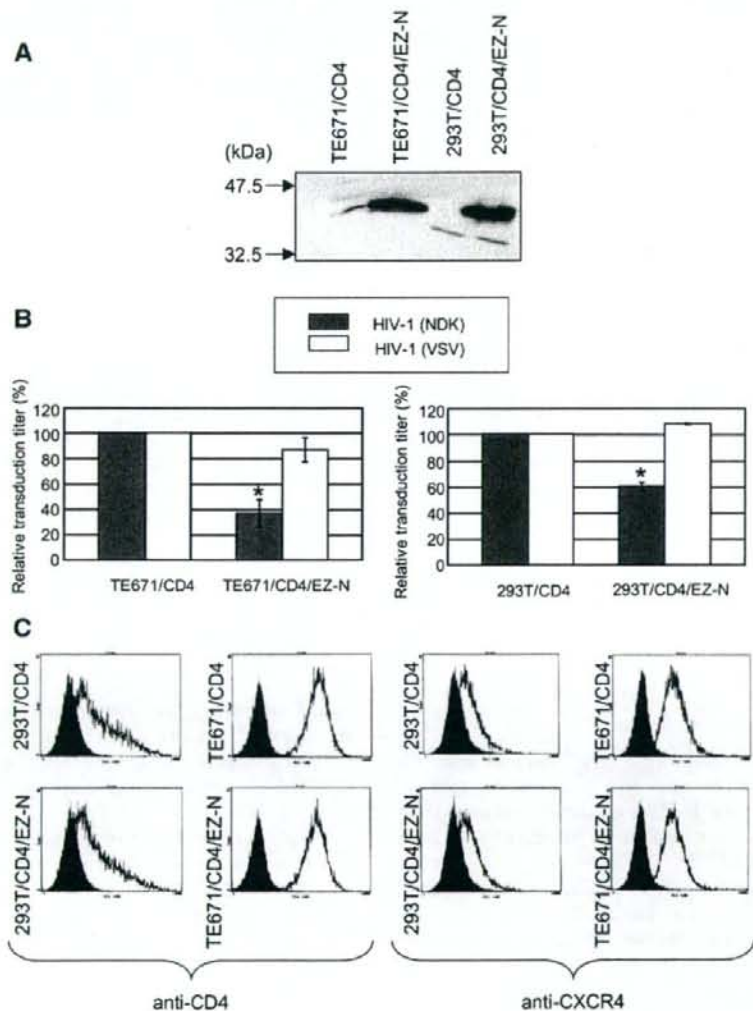 A
TE671/CD4
TE671/CD4/EZ-N
293T/CD4
293T/CD4/EZ-N
(kDa)
47.5
32.5
B
HIV-1 (NDK)
HIV-1 (VSV)
Relative transduction titer (%)
120
100
80
60
40
20
0
*
TE671/CD4
TE671/CD4/EZ-N
Relative transduction titer (%)
120
100
80
60
40
20
0
*
293T/CD4
293T/CD4/EZ-N
C
293T/CD4
TE671/CD4
293T/CD4
TE671/CD4
293T/CD4/EZ-N
TE671/CD4/EZ-N
293T/CD4/EZ-N
TE671/CD4/EZ-N
anti-CD4
anti-CXCR4